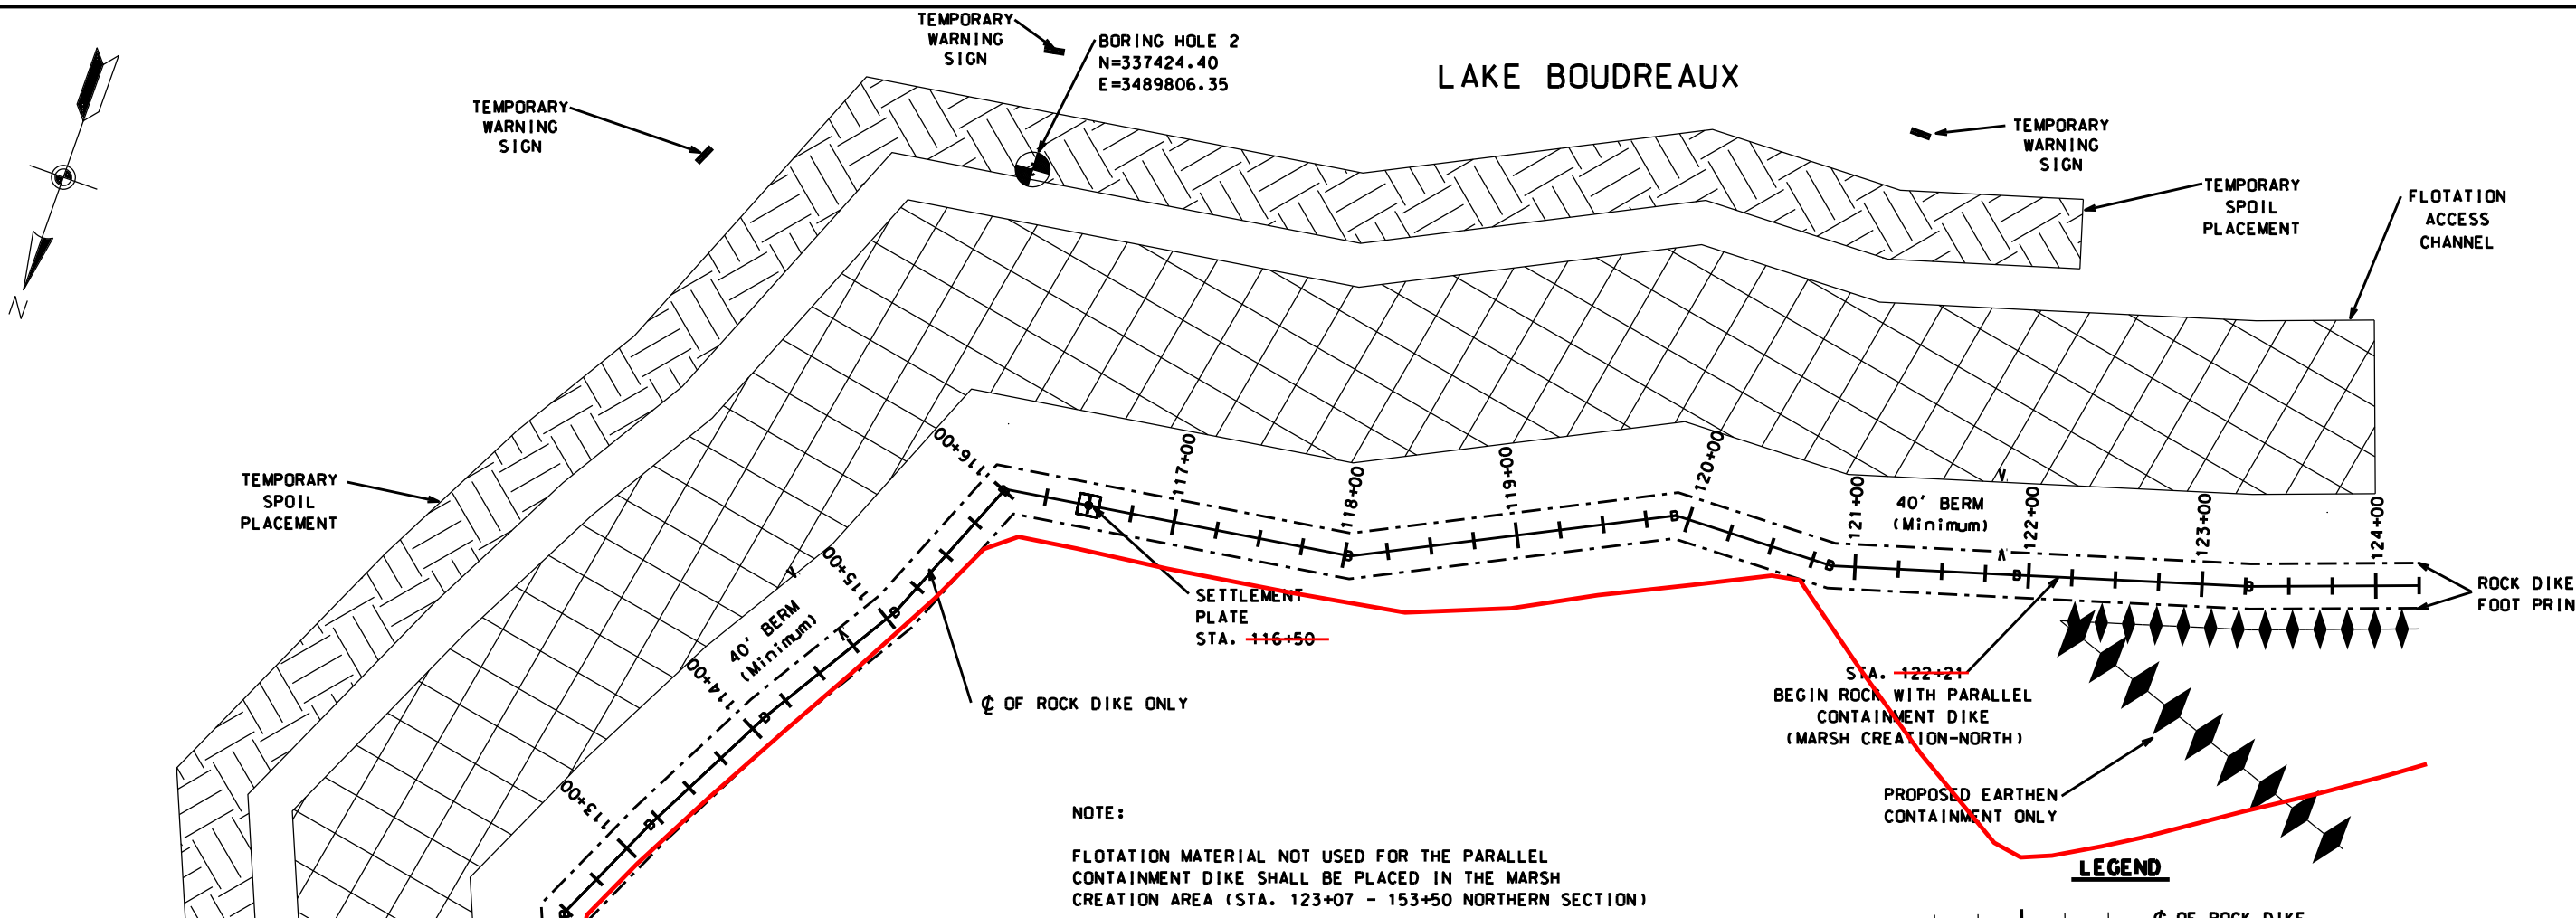 TEMPORARY
WARNING
SIGN
BORING HOLE 2
N=337424.40
E=3489806.35
LAKE BOUDREAUX
TEMPORARY
WARNING
SIGN
TEMPORARY
WARNING
SIGN
TEMPORARY
SPOIL
PLACEMENT
FLOTATION
ACCESS
CHANNEL
N
TEMPORARY
SPOIL
PLACEMENT
116+00
117+00
118+00
119+00
120+00
121+00
40' BERM
(Minimum)
122+00
123+00
124+00
115+00
40' BERM
(Minimum)
114+00
113+00
SETTLEMENT
PLATE
STA. 116+50
ROCK DIKE
FOOT PRIN
℄ OF ROCK DIKE ONLY
STA. 122+21
BEGIN ROCK WITH PARALLEL
CONTAINMENT DIKE
(MARSH CREATION-NORTH)
PROPOSED EARTHEN
CONTAINMENT ONLY
NOTE:
FLOTATION MATERIAL NOT USED FOR THE PARALLEL
CONTAINMENT DIKE SHALL BE PLACED IN THE MARSH
CREATION AREA (STA. 123+07 - 153+50 NORTHERN SECTION)
LEGEND
℄ OF ROCK DIKE